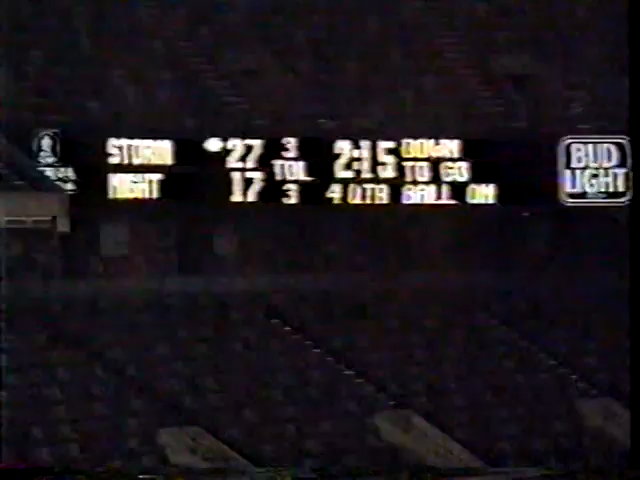 STORM 27 3 2:15 DOWN
TOL TO GO
NIGHT 17 3 4 QTR BALL ON
BUD
LIGHT